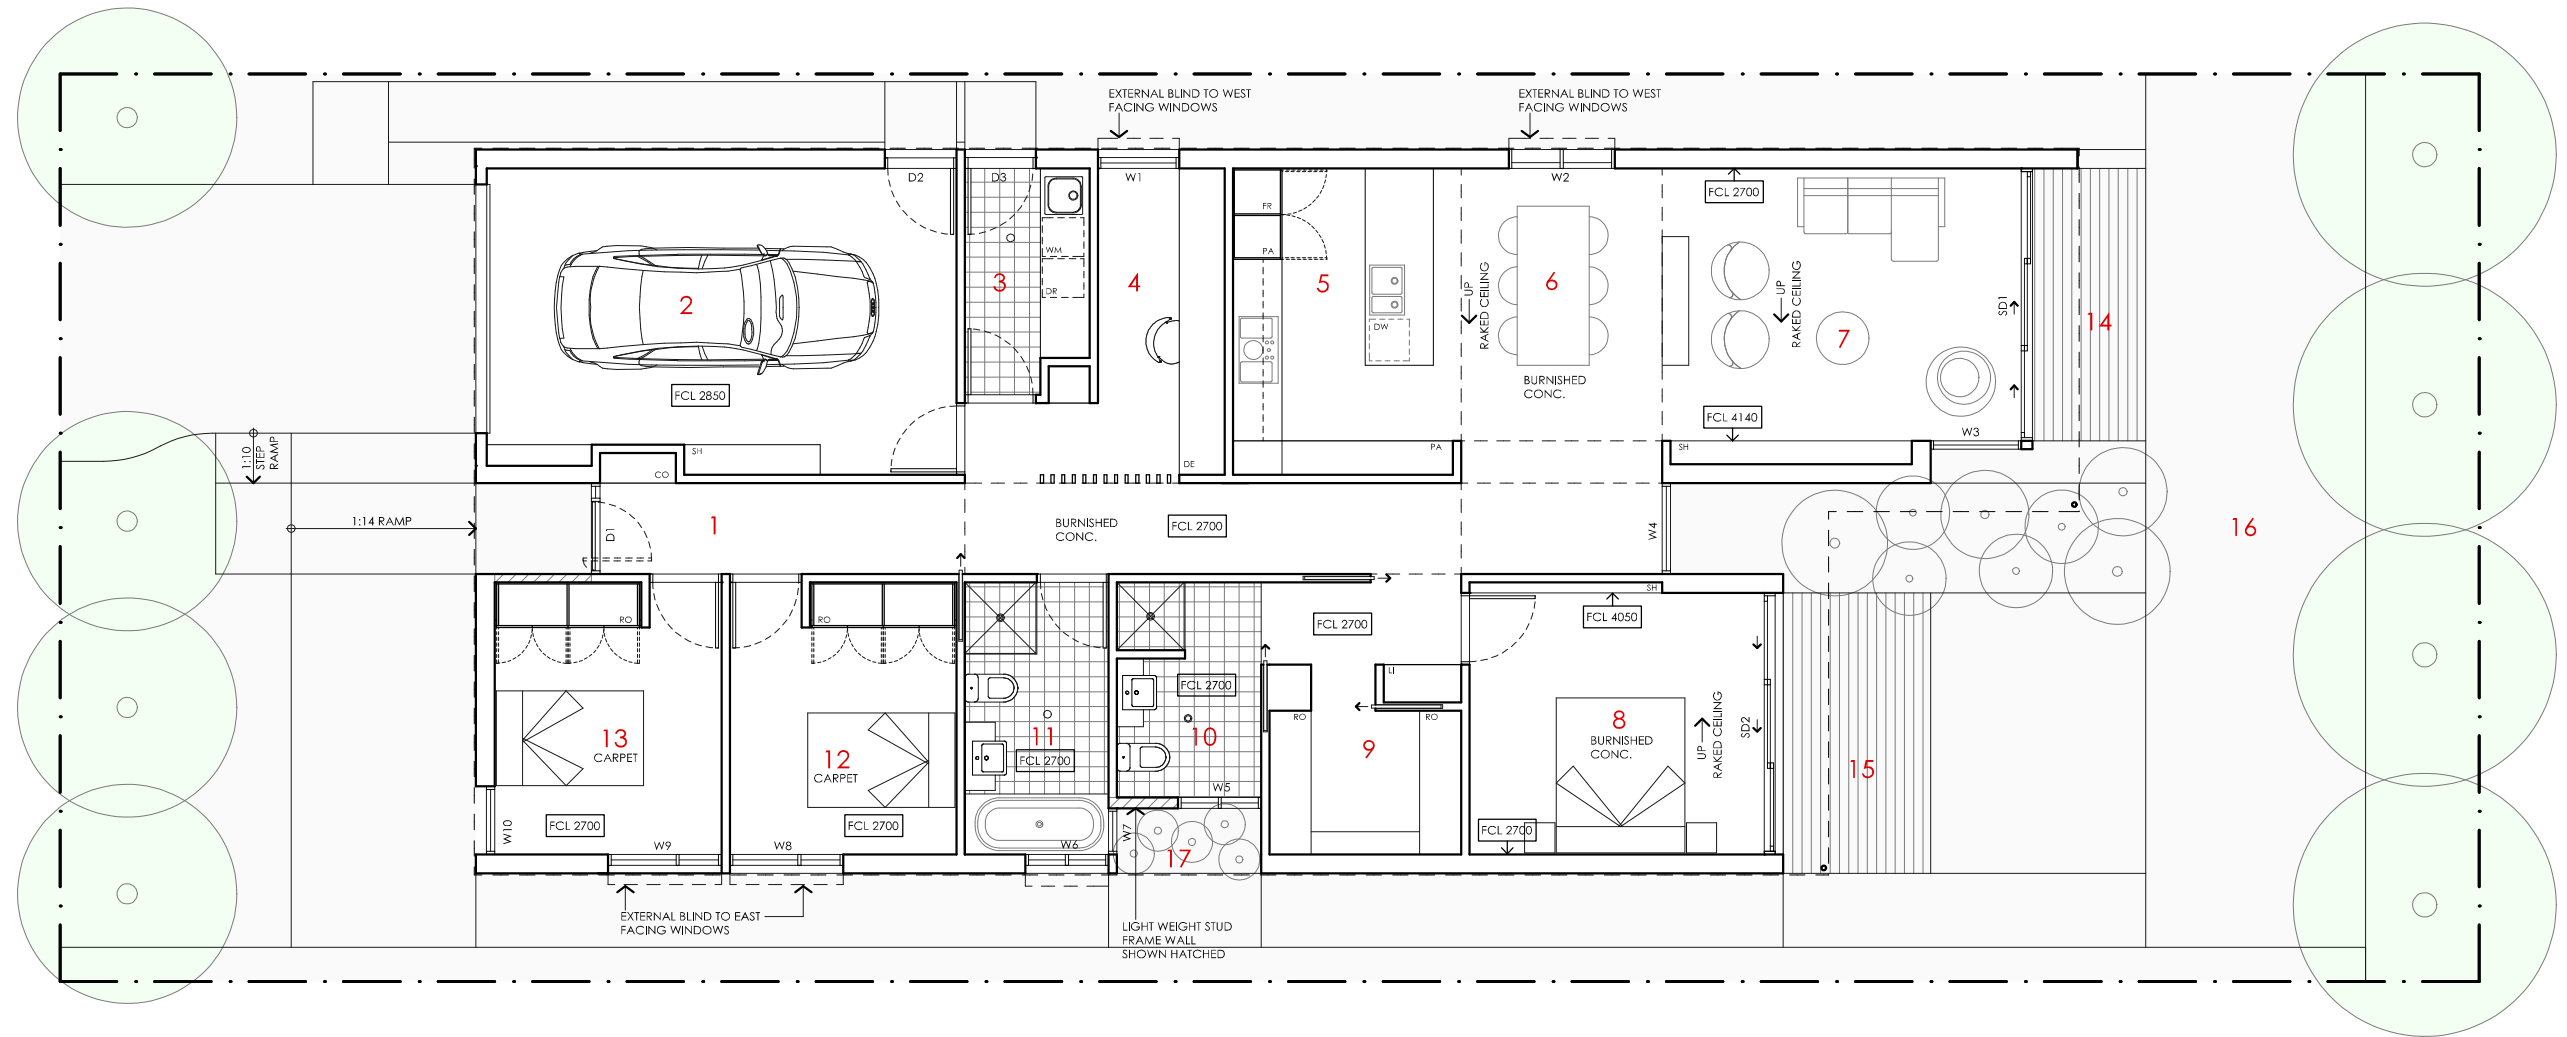 EXTERNAL BLIND TO WEST
FACING WINDOWS
EXTERNAL BLIND TO WEST
FACING WINDOWS
D2
D3
W1
W2
FCL 2700
FR
WM
PA
DR
2
3
4
5
6
7
14
UP
RAKED CEILING
UP
RAKED CEILING
SD1
DW
BURNISHED
CONC.
FCL 2850
FCL 4140
W3
1:10
STEP
RAMP
SH
CO
DE
PA
SH
1:14 RAMP
D1
1
BURNISHED
CONC.
FCL 2700
W4
16
RO
RO
FCL 2700
SH
FCL 4050
LI
FCL 2700
RO
RO
13
CARPET
12
CARPET
11
FCL 2700
10
9
8
BURNISHED
CONC.
UP
RAKED CEILING
SD2
15
W5
FCL 2700
FCL 2700
FCL 2700
W10
W9
W8
W6
W7
17
EXTERNAL BLIND TO EAST
FACING WINDOWS
LIGHT WEIGHT STUD
FRAME WALL
SHOWN HATCHED